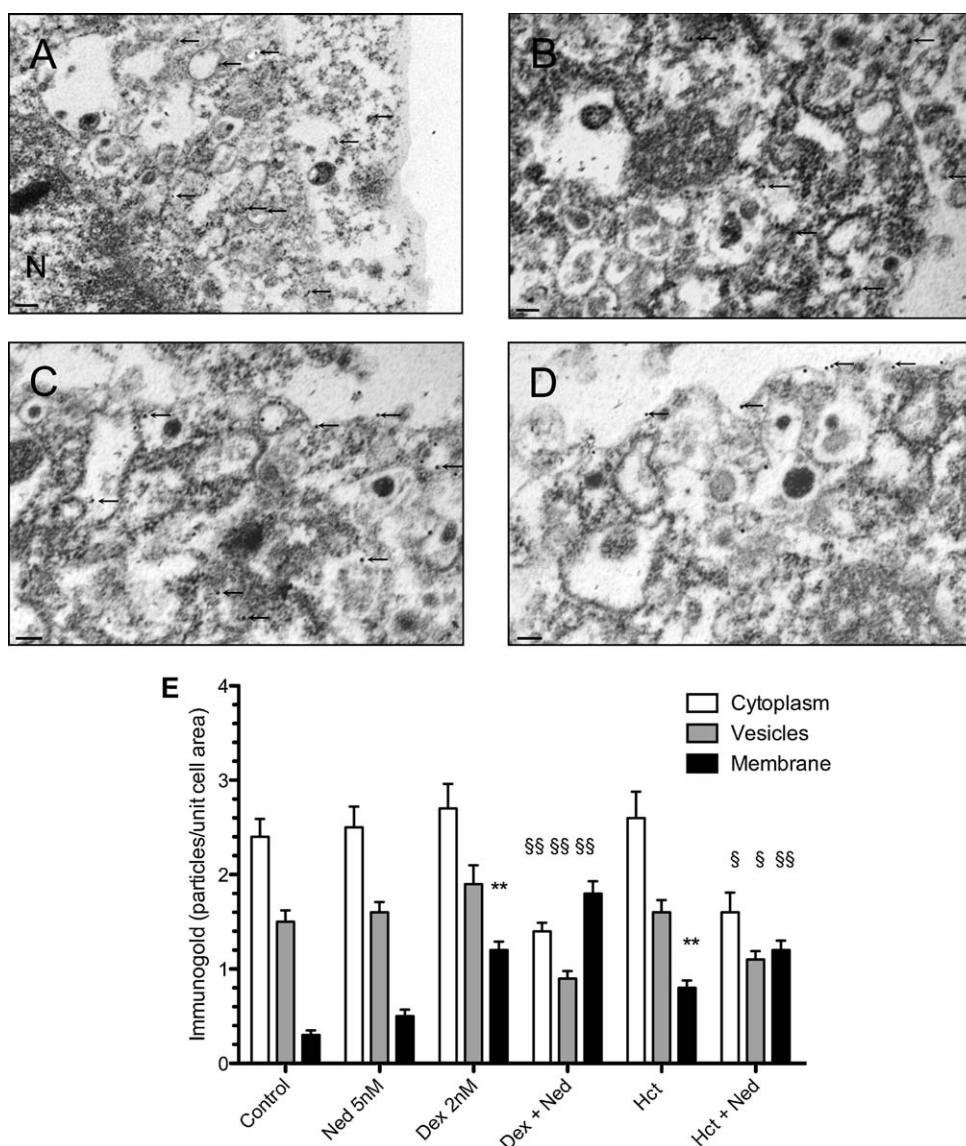 A
B
N
C
D
E
Immunogold (particles/unit cell area)
4
3
2
1
0
Cytoplasm
Vesicles
Membrane
**
§§ §§ §§
**
§ § §§
Control
Ned 5nM
Dex 2nM
Dex + Ned
Hct
Hct + Ned